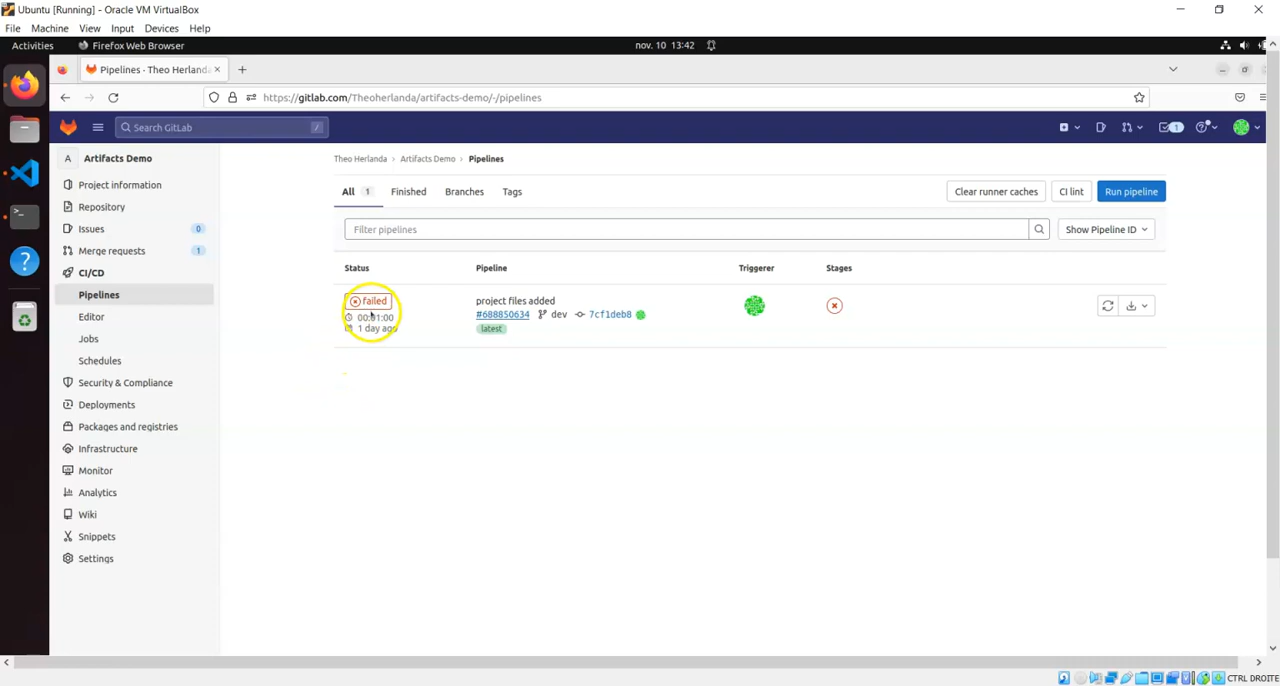 Ubuntu [Running] - Oracle VM VirtualBox
File Machine View Input Devices Help
Activities Firefox Web Browser nov. 10 13:42
Pipelines · Theo Herlanda
https://gitlab.com/Theoherlanda/artifacts-demo/-/pipelines
Search GitLab / 1
A Artifacts Demo
Project information
Repository
Issues 0
Merge requests 1
CI/CD
Pipelines
Editor
Jobs
Schedules
Security & Compliance
Deployments
Packages and registries
Infrastructure
Monitor
Analytics
Wiki
Snippets
Settings
Theo Herlanda > Artifacts Demo > Pipelines
All 1 Finished Branches Tags Clear runner caches CI lint Run pipeline
Filter pipelines Show Pipeline ID
Status Pipeline Triggerer Stages
failed
00:01:00
1 day ago
project files added
#688850634 dev 7cf1deb8
latest
CTRL DROITE